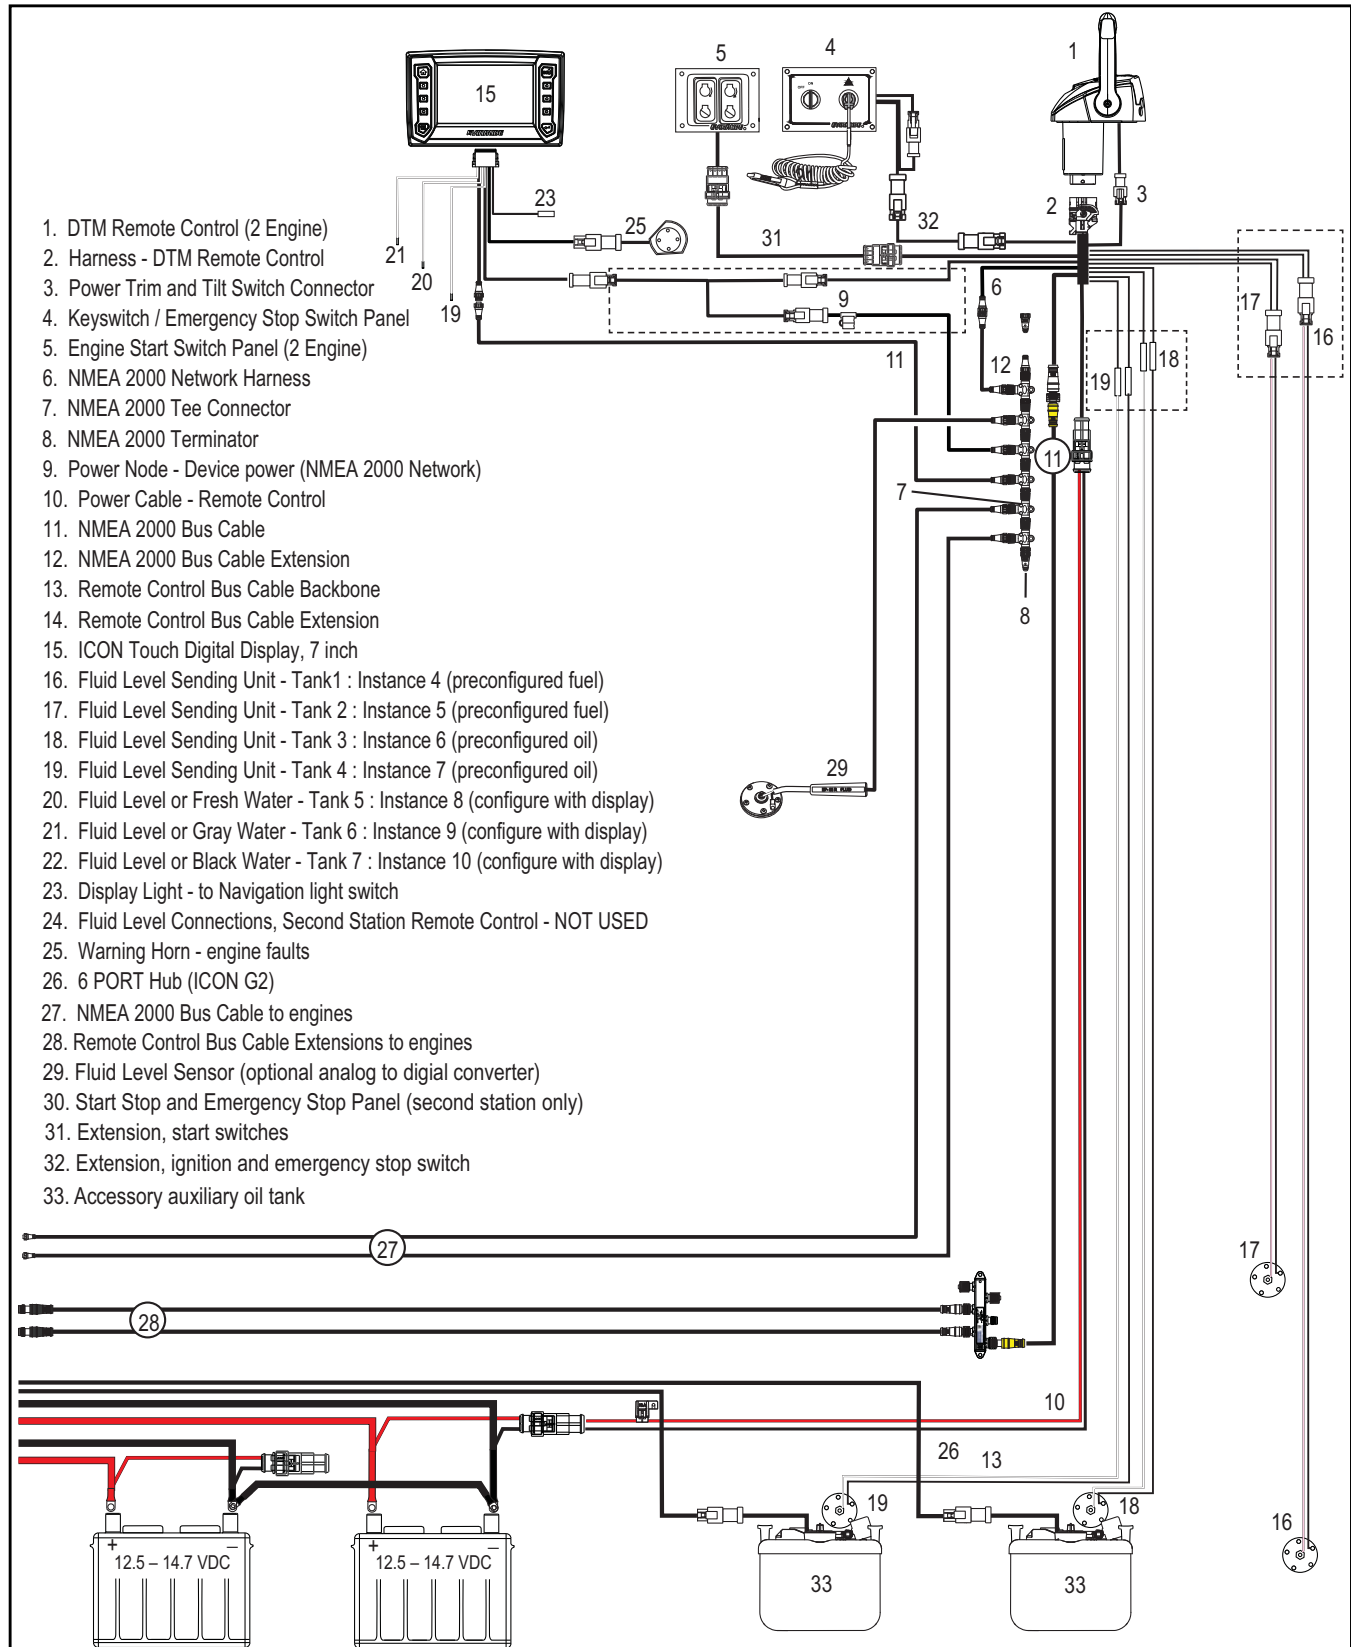 5
4
1
15
EVINRUDE
EVINRUDE
EVINRUDE
OFF
ON
23
3
2
25
31
32
21
20
19
9
6
17
16
11
12
19
18
1. DTM Remote Control (2 Engine)
2. Harness - DTM Remote Control
3. Power Trim and Tilt Switch Connector
4. Keyswitch / Emergency Stop Switch Panel
5. Engine Start Switch Panel (2 Engine)
6. NMEA 2000 Network Harness
7. NMEA 2000 Tee Connector
8. NMEA 2000 Terminator
9. Power Node - Device power (NMEA 2000 Network)
10. Power Cable - Remote Control
11. NMEA 2000 Bus Cable
12. NMEA 2000 Bus Cable Extension
13. Remote Control Bus Cable Backbone
14. Remote Control Bus Cable Extension
15. ICON Touch Digital Display, 7 inch
16. Fluid Level Sending Unit - Tank1 : Instance 4 (preconfigured fuel)
17. Fluid Level Sending Unit - Tank 2 : Instance 5 (preconfigured fuel)
18. Fluid Level Sending Unit - Tank 3 : Instance 6 (preconfigured oil)
19. Fluid Level Sending Unit - Tank 4 : Instance 7 (preconfigured oil)
20. Fluid Level or Fresh Water - Tank 5 : Instance 8 (configure with display)
21. Fluid Level or Gray Water - Tank 6 : Instance 9 (configure with display)
22. Fluid Level or Black Water - Tank 7 : Instance 10 (configure with display)
23. Display Light - to Navigation light switch
24. Fluid Level Connections, Second Station Remote Control - NOT USED
25. Warning Horn - engine faults
26. 6 PORT Hub (ICON G2)
27. NMEA 2000 Bus Cable to engines
28. Remote Control Bus Cable Extensions to engines
29. Fluid Level Sensor (optional analog to digial converter)
30. Start Stop and Emergency Stop Panel (second station only)
31. Extension, start switches
32. Extension, ignition and emergency stop switch
33. Accessory auxiliary oil tank
11
7
8
29
27
17
28
10
26
13
19
18
16
+
–
12.5 – 14.7 VDC
+
–
12.5 – 14.7 VDC
33
33